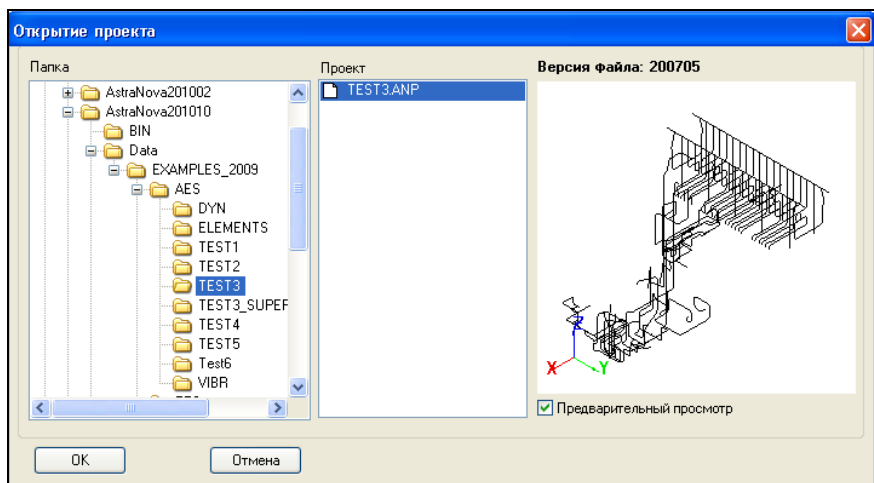 Открытие проекта
Папка
Проект
Версия файла: 200705
AstraNova201002
AstraNova201010
BIN
Data
EXAMPLES_2009
AES
DYN
ELEMENTS
TEST1
TEST2
TEST3
TEST3_SUPER
TEST4
TEST5
Test6
VIBR
TEST3.ANP
Z
X
Y
Предварительный просмотр
OK
Отмена